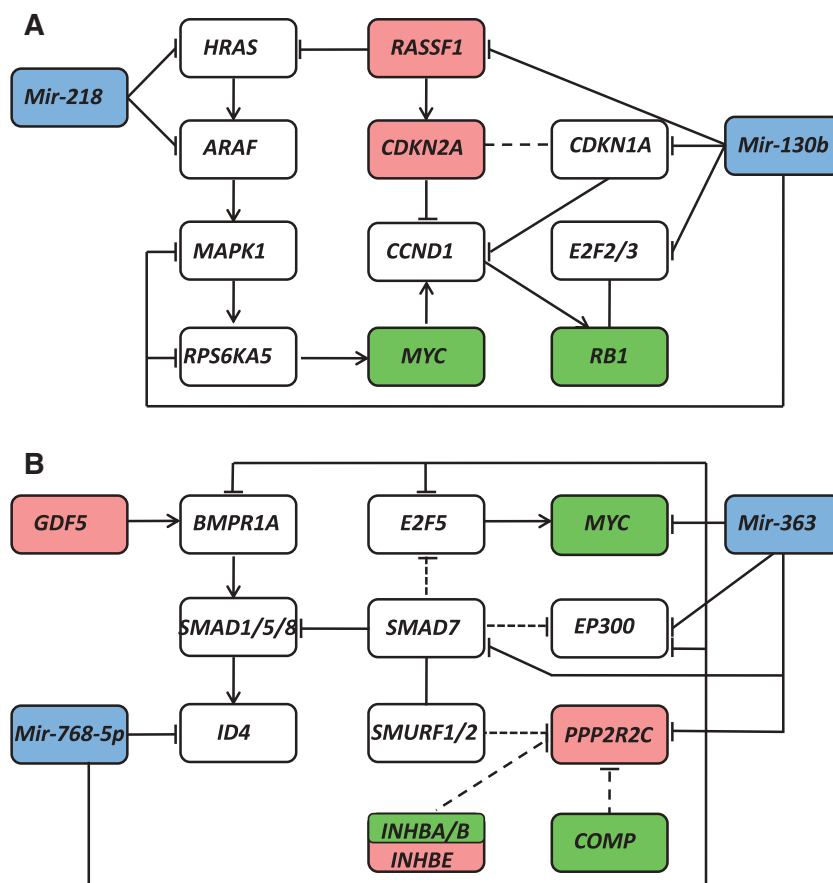 A
HRAS RASSF1
Mir-218
ARAF CDKN2A CDKN1A Mir-130b
MAPK1 CCND1 E2F2/3
RPS6KA5 MYC RB1
B
GDF5 BMPR1A E2F5 MYC Mir-363
SMAD1/5/8 SMAD7 EP300
Mir-768-5p ID4 SMURF1/2 PPP2R2C
INHBA/B
COMP
INHBE